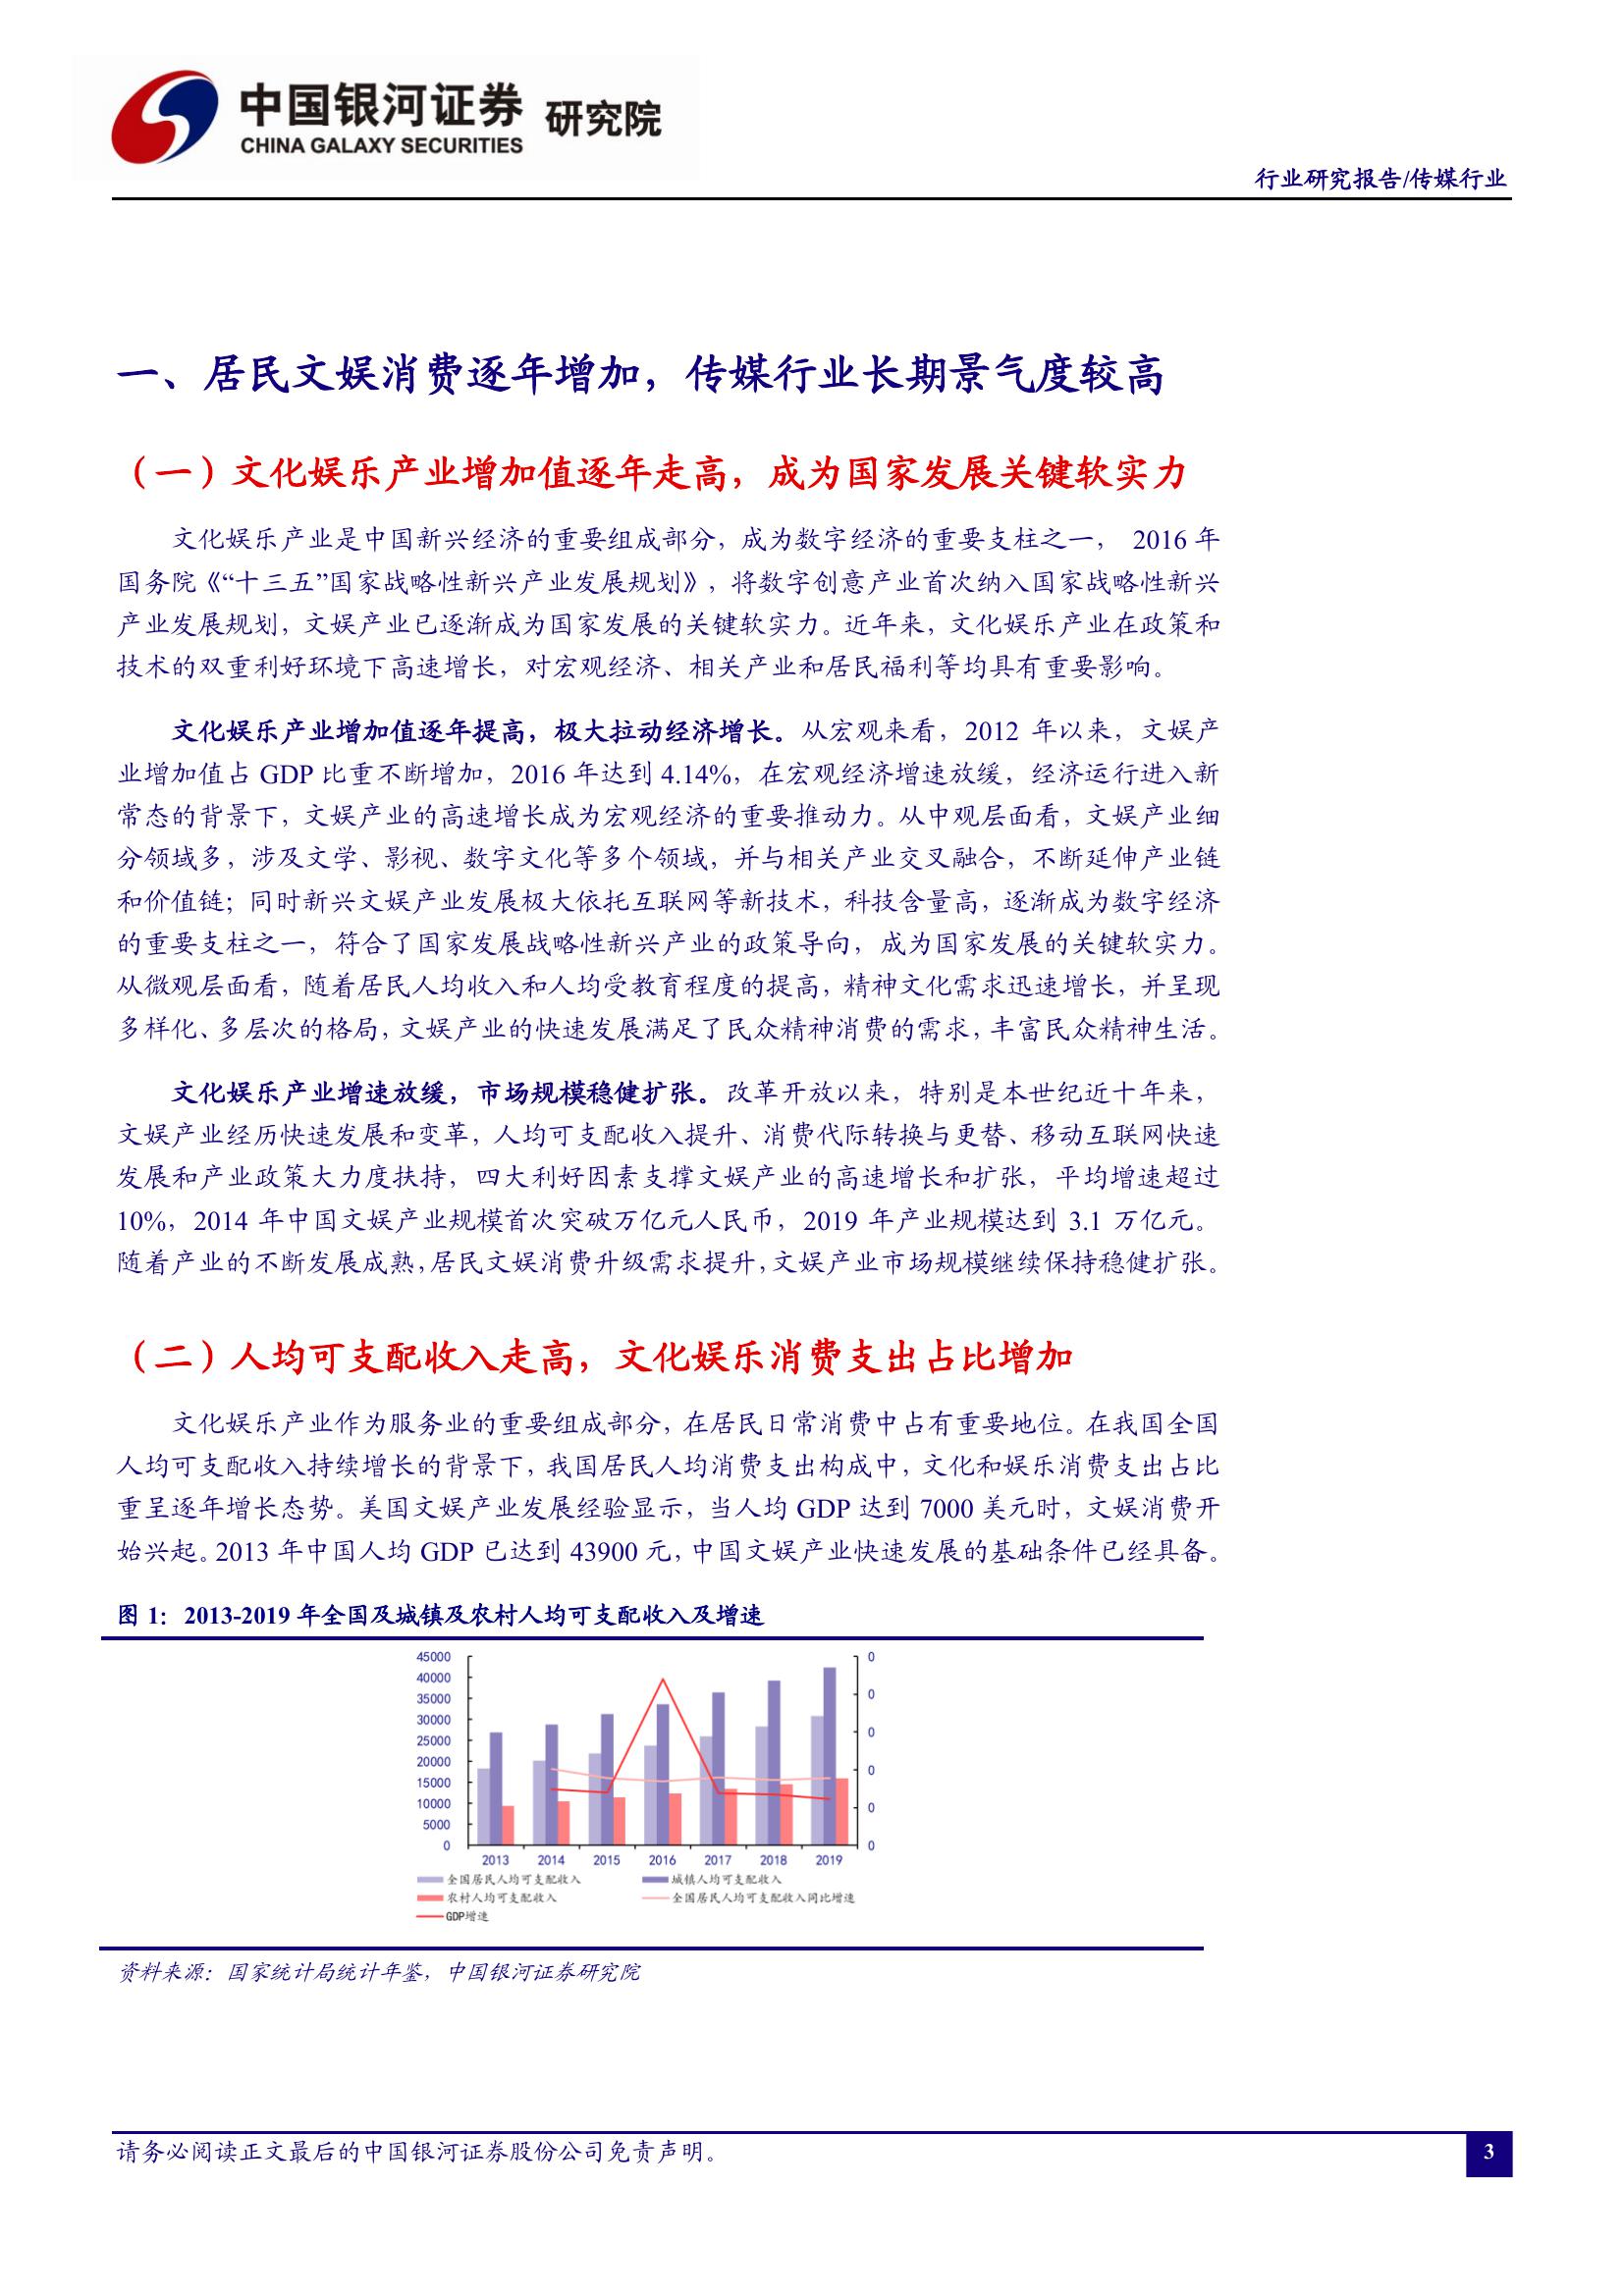 中国银河证券 研究院
CHINA GALAXY SECURITIES
行业研究报告/传媒行业
一、居民文娱消费逐年增加，传媒行业长期景气度较高
（一）文化娱乐产业增加值逐年走高，成为国家发展关键软实力
文化娱乐产业是中国新兴经济的重要组成部分，成为数字经济的重要支柱之一， 2016 年
国务院《“十三五”国家战略性新兴产业发展规划》，将数字创意产业首次纳入国家战略性新兴
产业发展规划，文娱产业已逐渐成为国家发展的关键软实力。近年来，文化娱乐产业在政策和
技术的双重利好环境下高速增长，对宏观经济、相关产业和居民福利等均具有重要影响。
文化娱乐产业增加值逐年提高，极大拉动经济增长。从宏观来看，2012 年以来，文娱产
业增加值占 GDP 比重不断增加，2016 年达到 4.14%，在宏观经济增速放缓，经济运行进入新
常态的背景下，文娱产业的高速增长成为宏观经济的重要推动力。从中观层面看，文娱产业细
分领域多，涉及文学、影视、数字文化等多个领域，并与相关产业交叉融合，不断延伸产业链
和价值链；同时新兴文娱产业发展极大依托互联网等新技术，科技含量高，逐渐成为数字经济
的重要支柱之一，符合了国家发展战略性新兴产业的政策导向，成为国家发展的关键软实力。
从微观层面看，随着居民人均收入和人均受教育程度的提高，精神文化需求迅速增长，并呈现
多样化、多层次的格局，文娱产业的快速发展满足了民众精神消费的需求，丰富民众精神生活。
文化娱乐产业增速放缓，市场规模稳健扩张。改革开放以来，特别是本世纪近十年来，
文娱产业经历快速发展和变革，人均可支配收入提升、消费代际转换与更替、移动互联网快速
发展和产业政策大力度扶持，四大利好因素支撑文娱产业的高速增长和扩张，平均增速超过
10%，2014 年中国文娱产业规模首次突破万亿元人民币，2019 年产业规模达到 3.1 万亿元。
随着产业的不断发展成熟，居民文娱消费升级需求提升，文娱产业市场规模继续保持稳健扩张。
（二）人均可支配收入走高，文化娱乐消费支出占比增加
文化娱乐产业作为服务业的重要组成部分，在居民日常消费中占有重要地位。在我国全国
人均可支配收入持续增长的背景下，我国居民人均消费支出构成中，文化和娱乐消费支出占比
重呈逐年增长态势。美国文娱产业发展经验显示，当人均 GDP 达到 7000 美元时，文娱消费开
始兴起。2013 年中国人均 GDP 已达到 43900 元，中国文娱产业快速发展的基础条件已经具备。
图 1：2013-2019 年全国及城镇及农村人均可支配收入及增速
45000 0
40000
35000 0
30000
25000 0
20000
15000 0
10000 0
5000
0 0
2013 2014 2015 2016 2017 2018 2019
全国居民人均可支配收入 城镇人均可支配收入
农村人均可支配收入 全国居民人均可支配收入同比增速
GDP增速
资料来源：国家统计局统计年鉴，中国银河证券研究院
请务必阅读正文最后的中国银河证券股份公司免责声明。 3